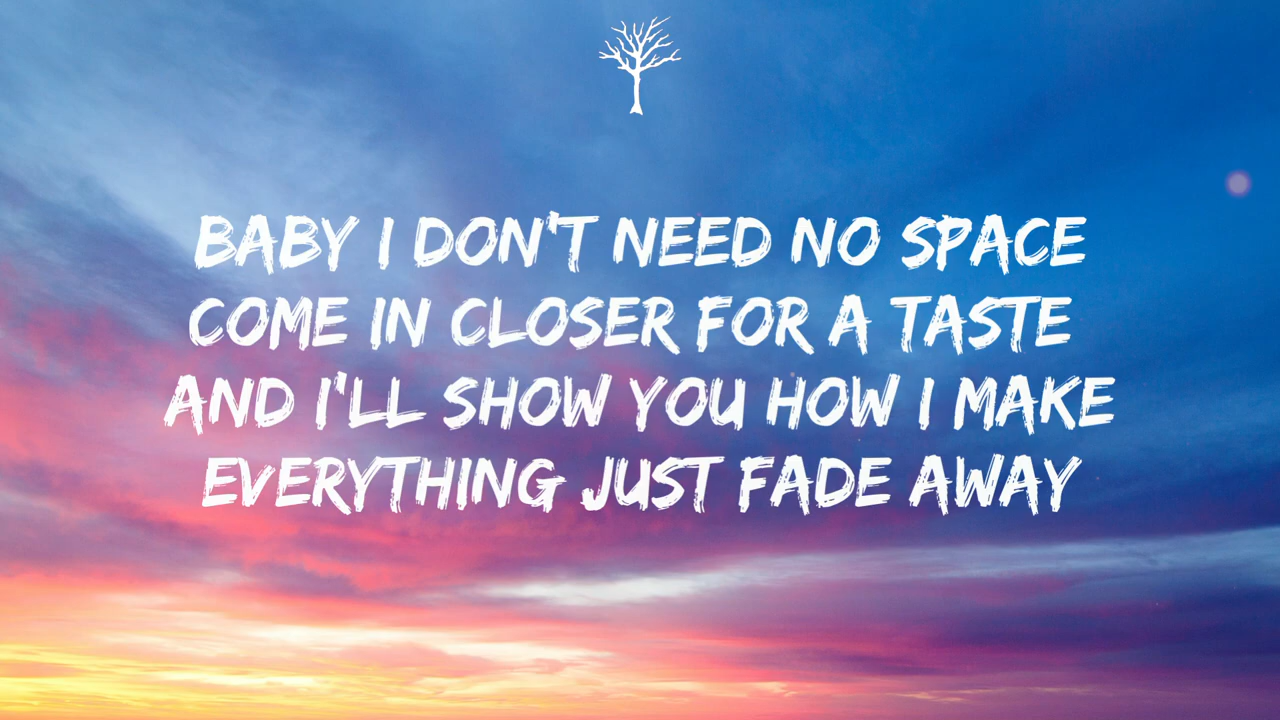 BABY I DON'T NEED NO SPACE
COME IN CLOSER FOR A TASTE
AND I'LL SHOW YOU HOW I MAKE
EVERYTHING JUST FADE AWAY